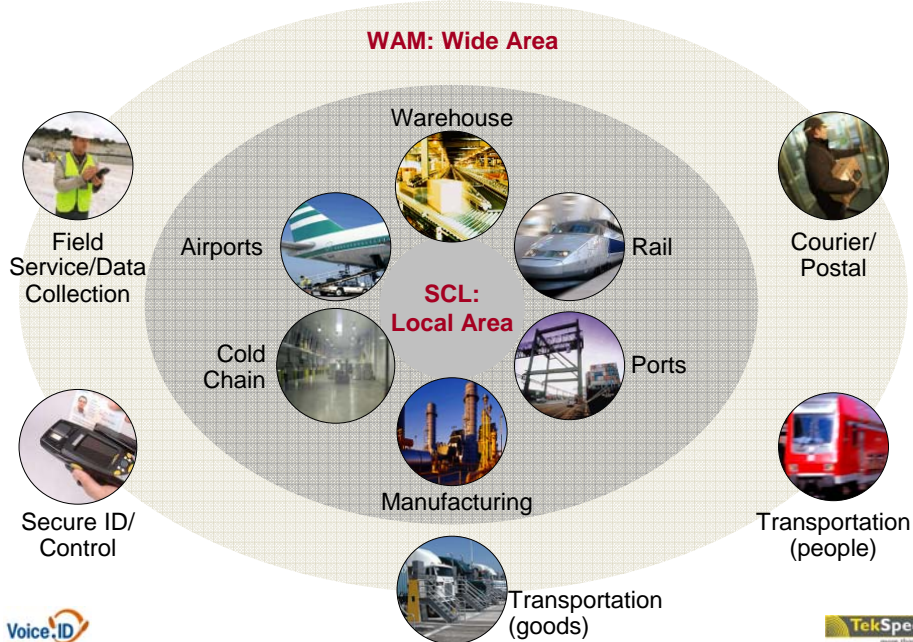 WAM: Wide Area
Warehouse
Airports
Rail
Field
Service/Data
Collection
Courier/
Postal
SCL:
Local Area
Cold
Chain
Ports
Manufacturing
Secure ID/
Control
Transportation
(people)
Transportation
(goods)
Voice.ID